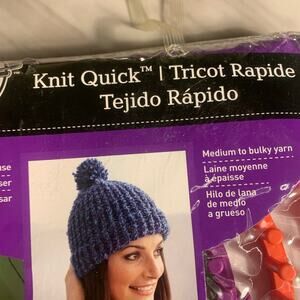 Knit Quick™ | Tricot Rapide
Tejido Rápido
Medium to bulky yarn
Laine moyenne
à épaisse
Hilo de lana
de medio
a grueso